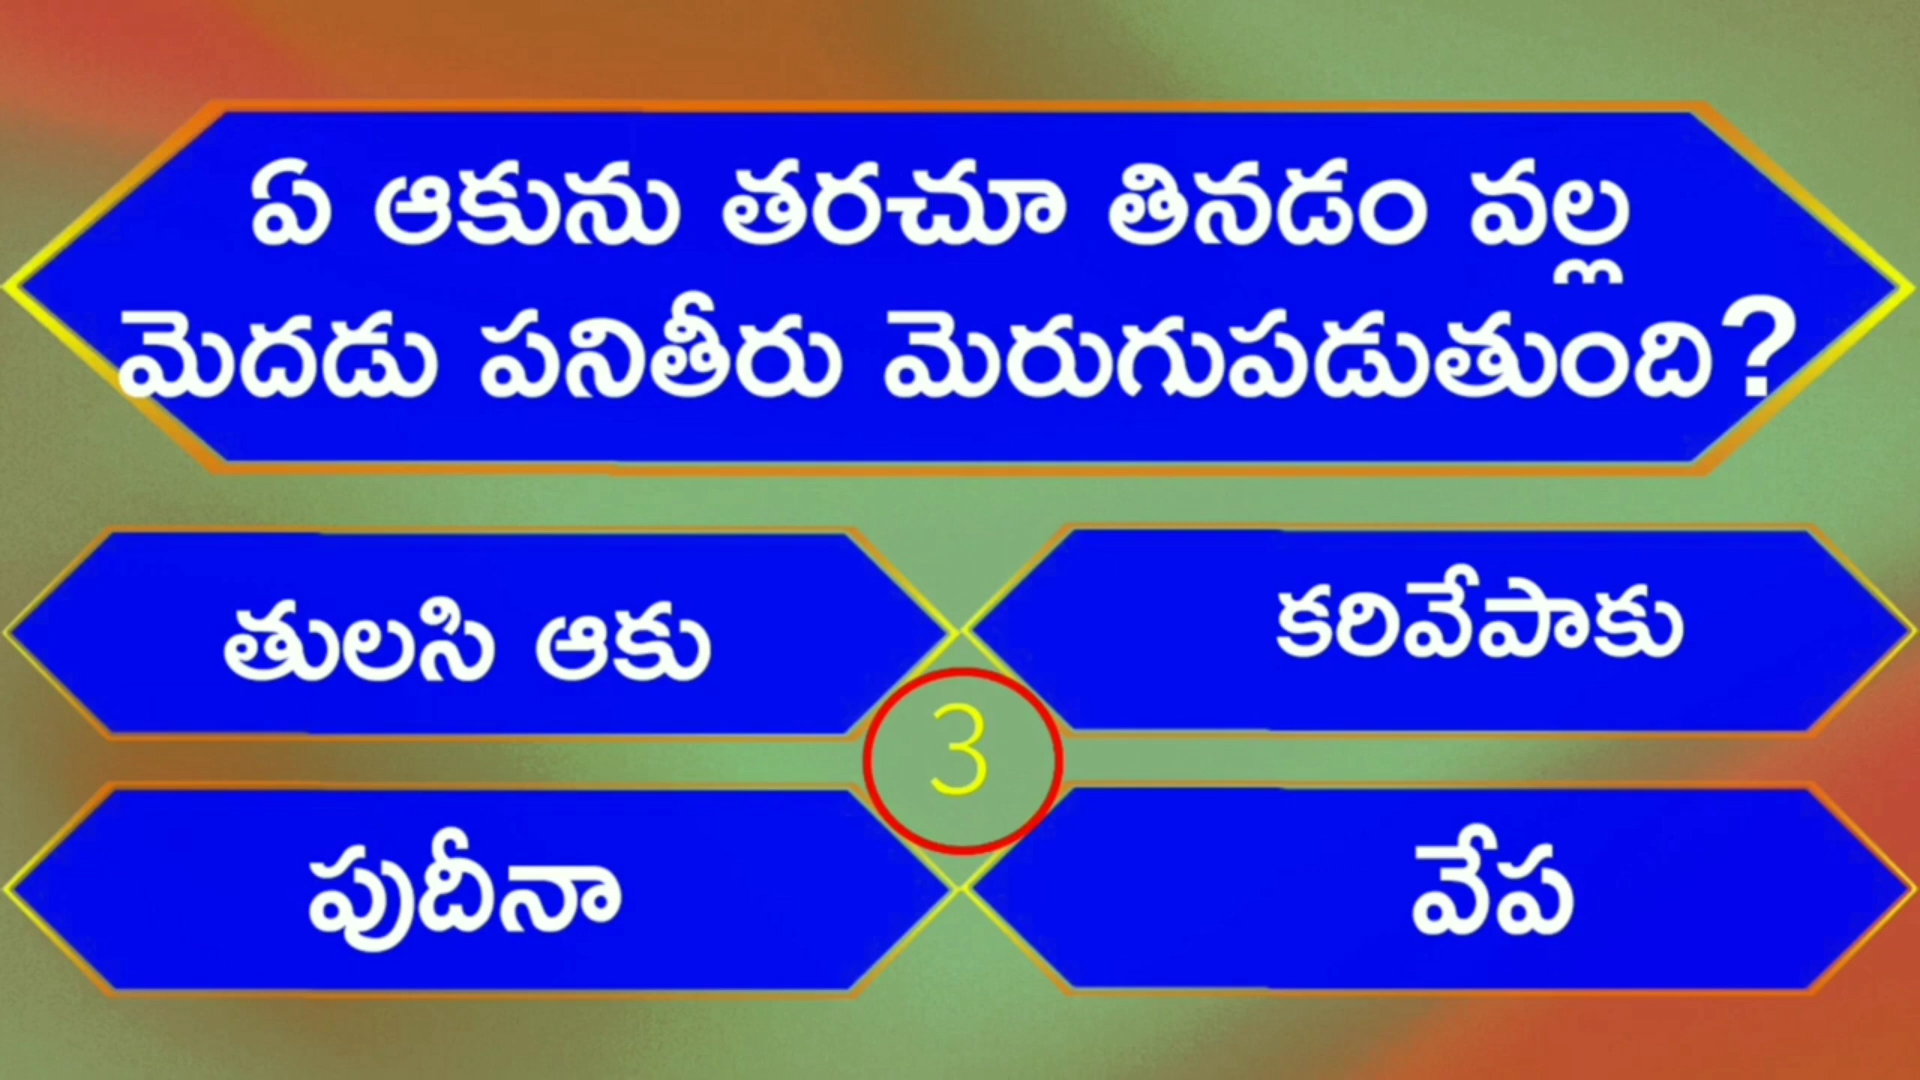 ఏ ఆకును తరచూ తినడం వల్ల
మెదడు పనితీరు మెరుగుపడుతుంది?
తులసి ఆకు
కరివేపాకు
3
పుదీనా
వేప